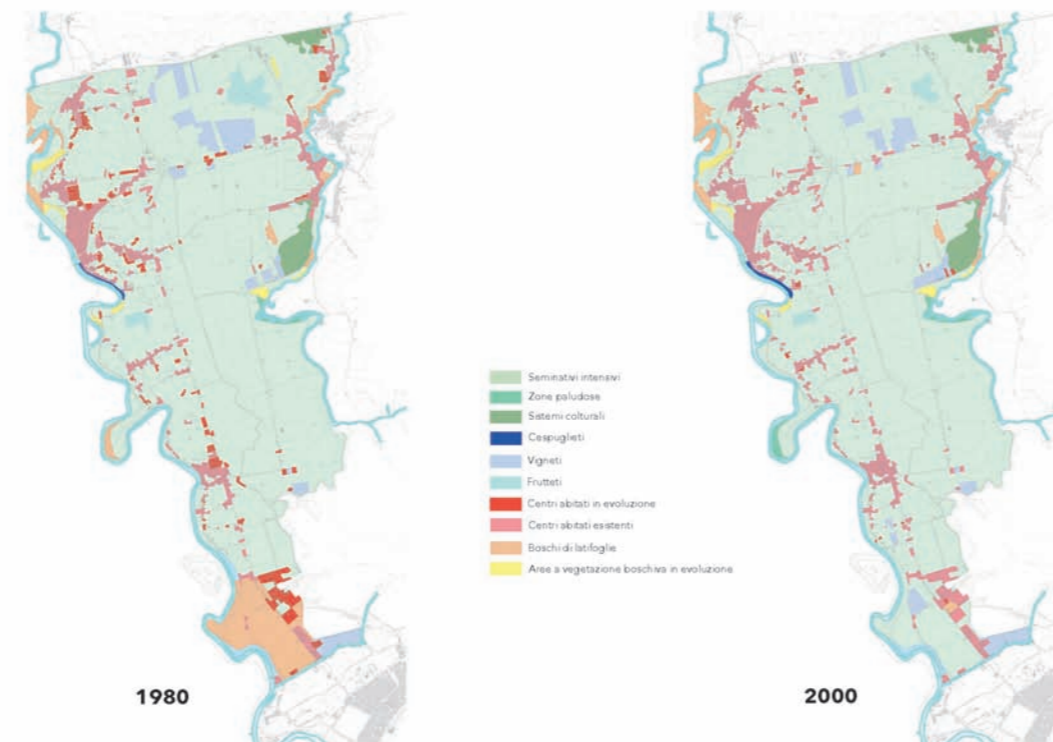 Seminativi intensivi
Zone paludose
Sistemi colturali
Cespuglieti
Vigneti
Frutteti
Centri abitati in evoluzione
Centri abitati esistenti
Boschi di latifoglie
Aree a vegetazione boschiva in evoluzione
1980
2000